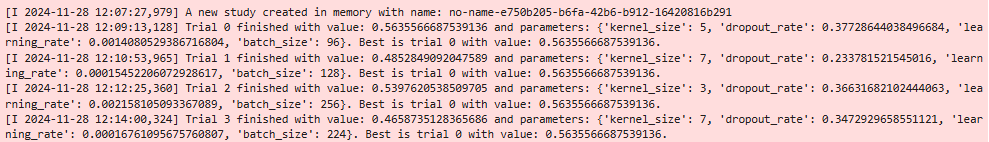 [I 2024-11-28 12:07:27,979] A new study created in memory with name: no-name-e750b205-b6fa-42b6-b912-16420816b291
[I 2024-11-28 12:09:13,128] Trial 0 finished with value: 0.5635566687539136 and parameters: {'kernel_size': 5, 'dropout_rate': 0.37728644038496684, 'lea
rning_rate': 0.0014080529386716804, 'batch_size': 96}. Best is trial 0 with value: 0.5635566687539136.
[I 2024-11-28 12:10:53,965] Trial 1 finished with value: 0.4852849092047589 and parameters: {'kernel_size': 7, 'dropout_rate': 0.233781521545016, 'learn
ing_rate': 0.00015452206072928617, 'batch_size': 128}. Best is trial 0 with value: 0.5635566687539136.
[I 2024-11-28 12:12:25,360] Trial 2 finished with value: 0.5397620538509705 and parameters: {'kernel_size': 3, 'dropout_rate': 0.36631682102444063, 'lea
rning_rate': 0.002158105093367089, 'batch_size': 256}. Best is trial 0 with value: 0.5635566687539136.
[I 2024-11-28 12:14:00,324] Trial 3 finished with value: 0.4658735128365686 and parameters: {'kernel_size': 7, 'dropout_rate': 0.3472929658551121, 'lear
ning_rate': 0.00016761095675760807, 'batch_size': 224}. Best is trial 0 with value: 0.5635566687539136.